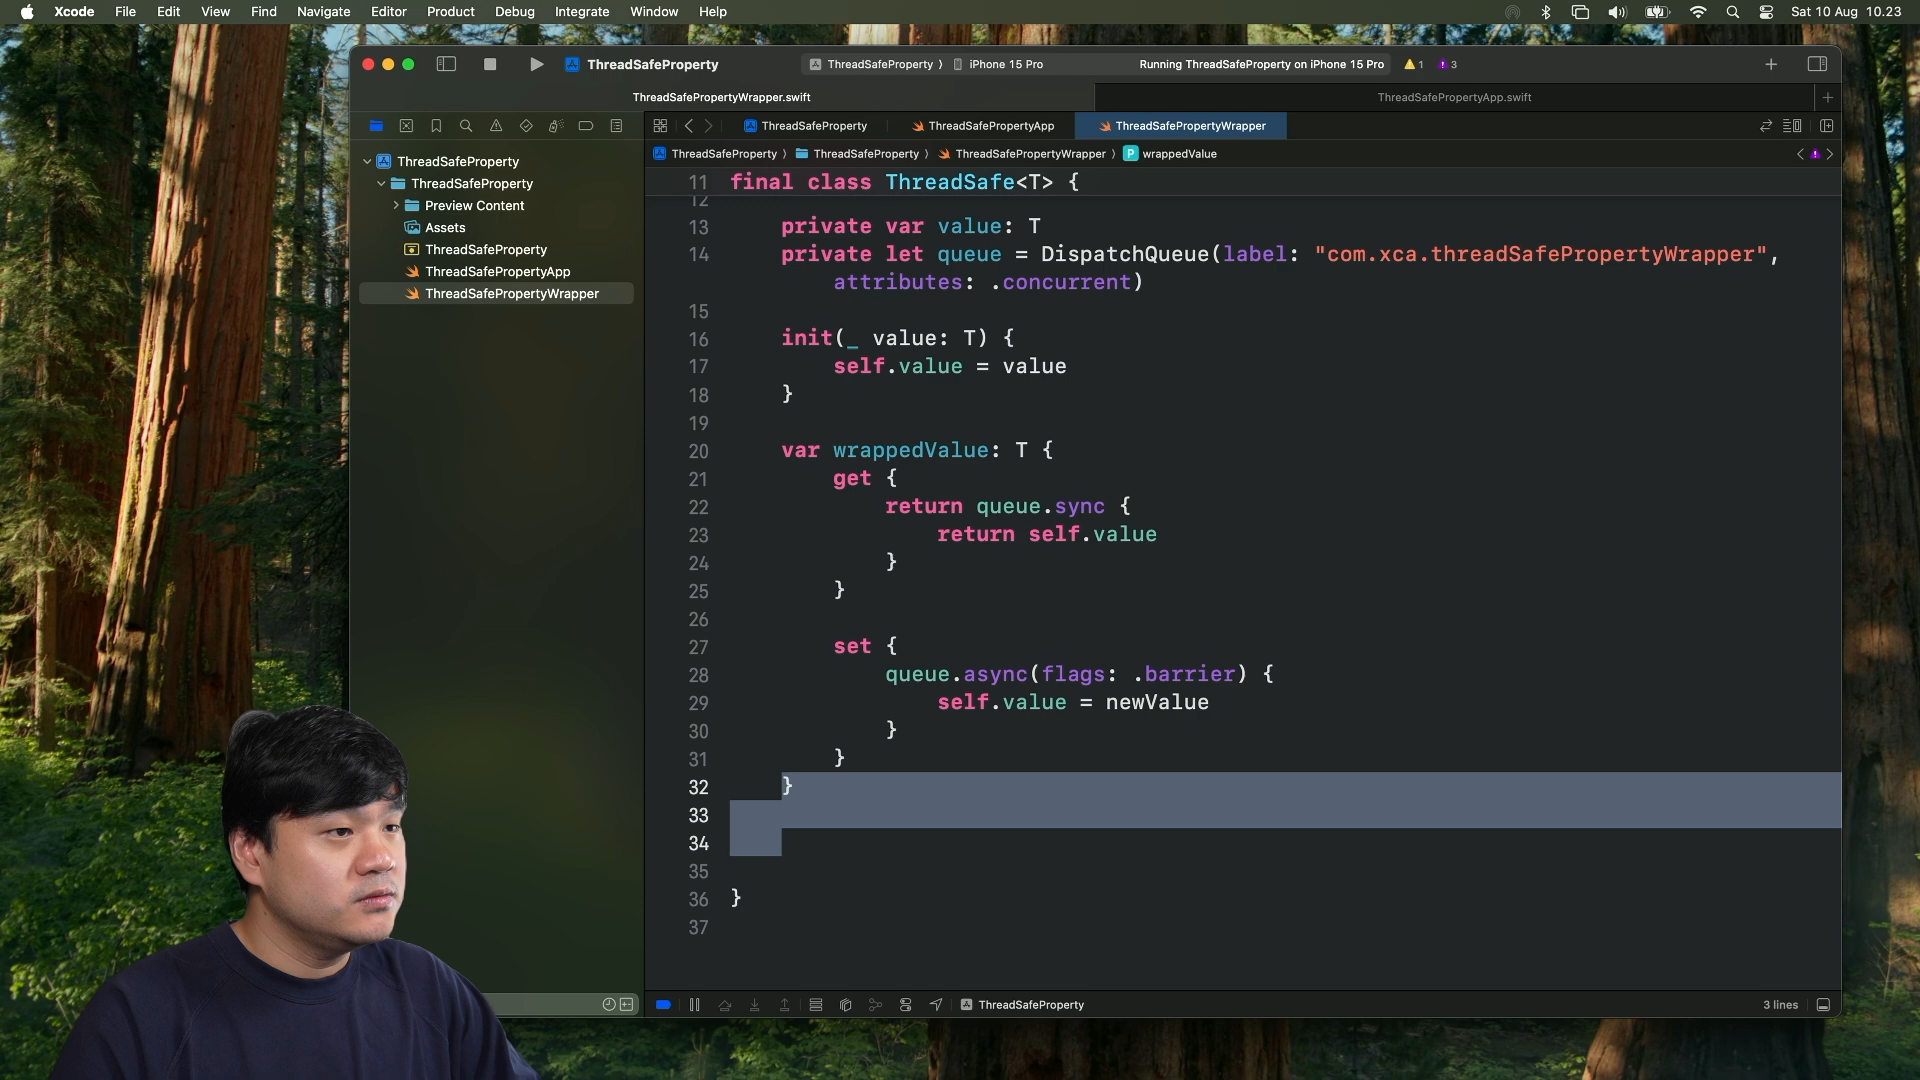 Xcode File Edit View Find Navigate Editor Product Debug Integrate Window Help Sat 10 Aug 10.23
ThreadSafeProperty ThreadSafeProperty 〉 iPhone 15 Pro Running ThreadSafeProperty on iPhone 15 Pro 1 3
ThreadSafePropertyWrapper.swift ThreadSafePropertyApp.swift
ThreadSafeProperty ThreadSafePropertyApp ThreadSafePropertyWrapper
ThreadSafeProperty 〉 ThreadSafeProperty 〉 ThreadSafePropertyWrapper 〉 P wrappedValue
ThreadSafeProperty
ThreadSafeProperty
Preview Content
Assets
ThreadSafeProperty
ThreadSafePropertyApp
ThreadSafePropertyWrapper
11 final class ThreadSafe<T> {
12
13 private var value: T
14 private let queue = DispatchQueue(label: "com.xca.threadSafePropertyWrapper",
attributes: .concurrent)
15
16 init(_ value: T) {
17 self.value = value
18 }
19
20 var wrappedValue: T {
21 get {
22 return queue.sync {
23 return self.value
24 }
25 }
26
27 set {
28 queue.async(flags: .barrier) {
29 self.value = newValue
30 }
31 }
32 }
33
34
35
36 }
37
ThreadSafeProperty 3 lines